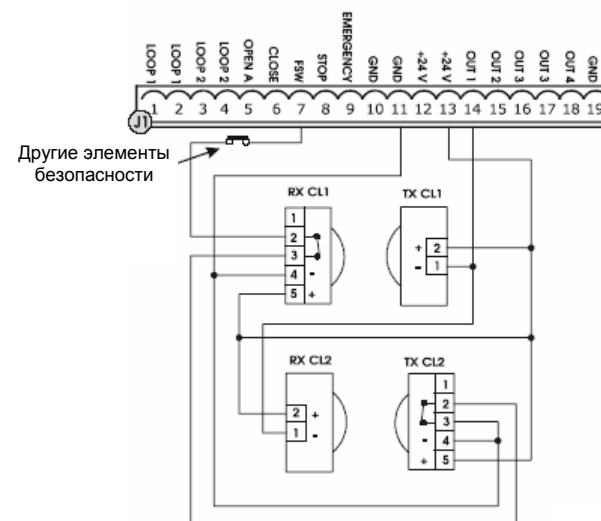 LOOP 1
LOOP 1
LOOP 2
LOOP 2
OPEN A
CLOSE
FSW
STOP
EMERGENCY
GND
GND
+24 V
+24 V
OUT 1
OUT 2
OUT 3
OUT 3
OUT 4
GND
1 2 3 4 5 6 7 8 9 10 11 12 13 14 15 16 17 18 19
J1
Другие элементы
безопасности
RX CL1
1
2
3
4 -
5 +
TX CL1
+ 2
- 1
RX CL2
2 +
1 -
TX CL2
1
2
3
- 4
+ 5